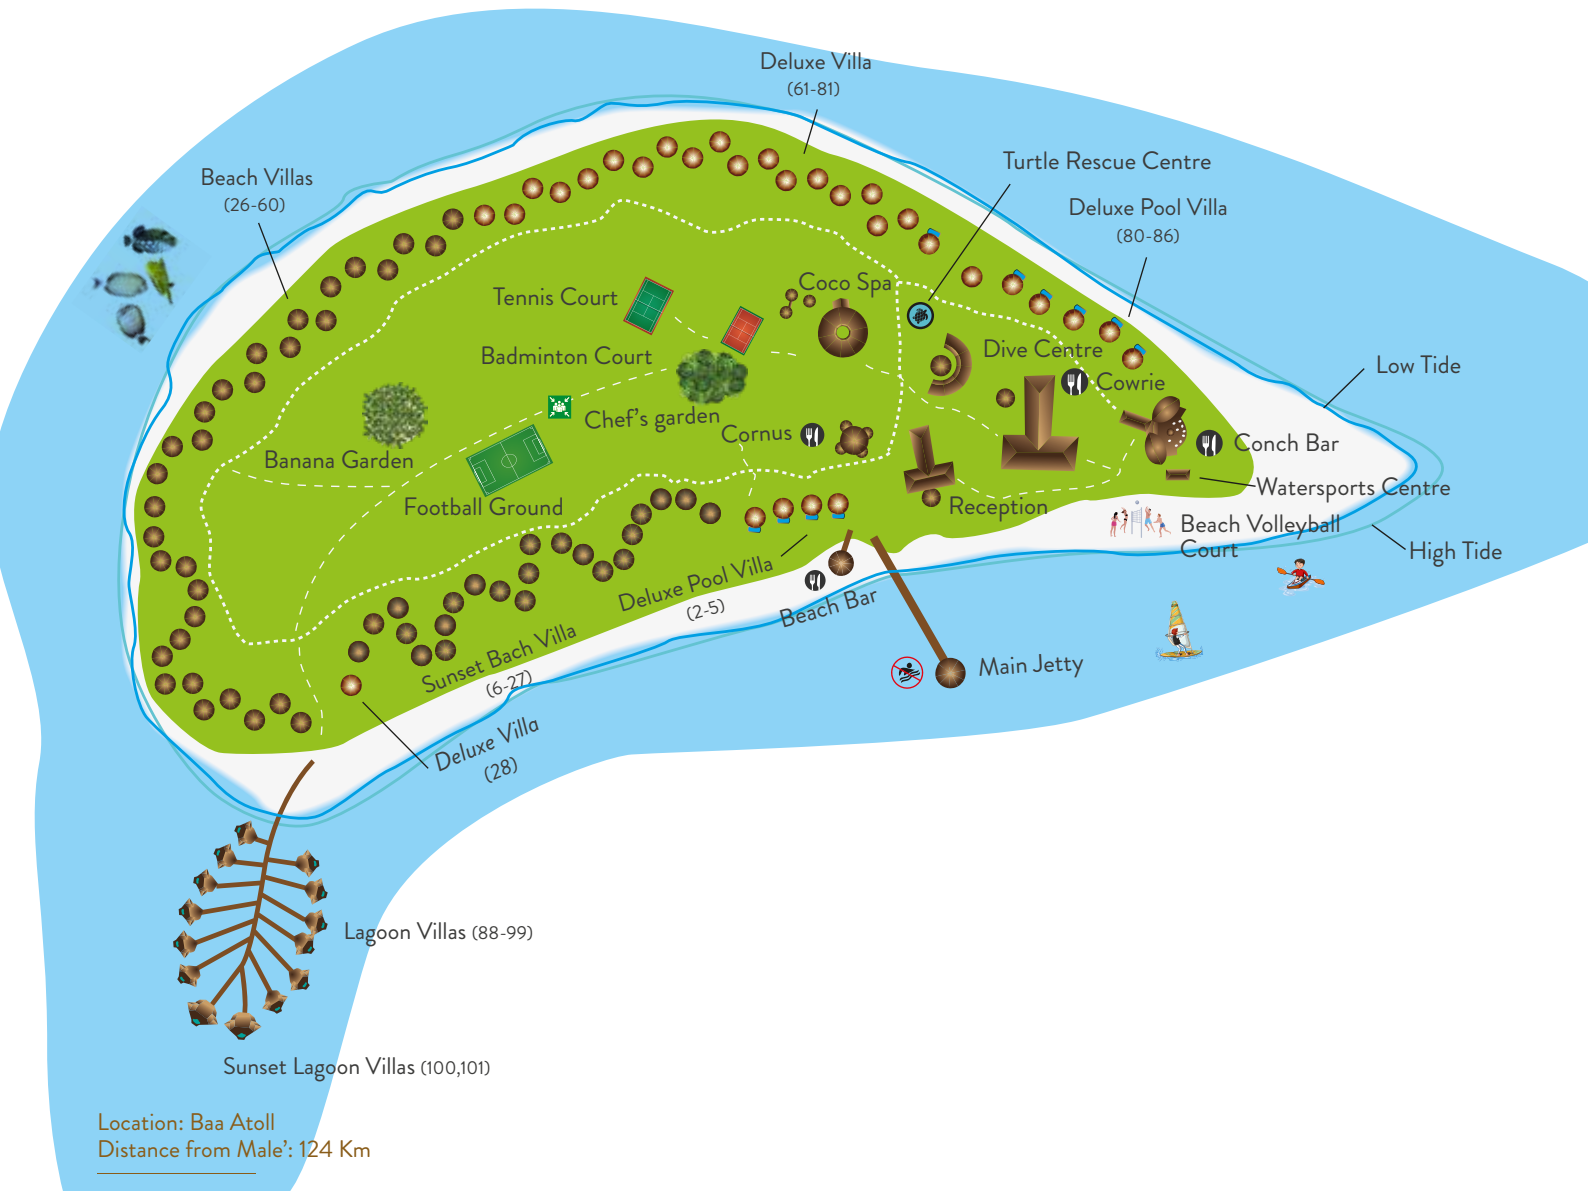 Deluxe Villa
(61-81)
Turtle Rescue Centre
Beach Villas
(26-60)
Deluxe Pool Villa
(80-86)
Coco Spa
Tennis Court
Badminton Court
Dive Centre
Cowrie
Low Tide
Chef's garden
Cornus
Conch Bar
Banana Garden
Watersports Centre
Football Ground
Reception
Beach Volleyball
Court
High Tide
Deluxe Pool Villa
(2-5)
Beach Bar
Sunset Bach Villa
(6-27)
Main Jetty
Deluxe Villa
(28)
Lagoon Villas (88-99)
Sunset Lagoon Villas (100,101)
Location: Baa Atoll
Distance from Male': 124 Km